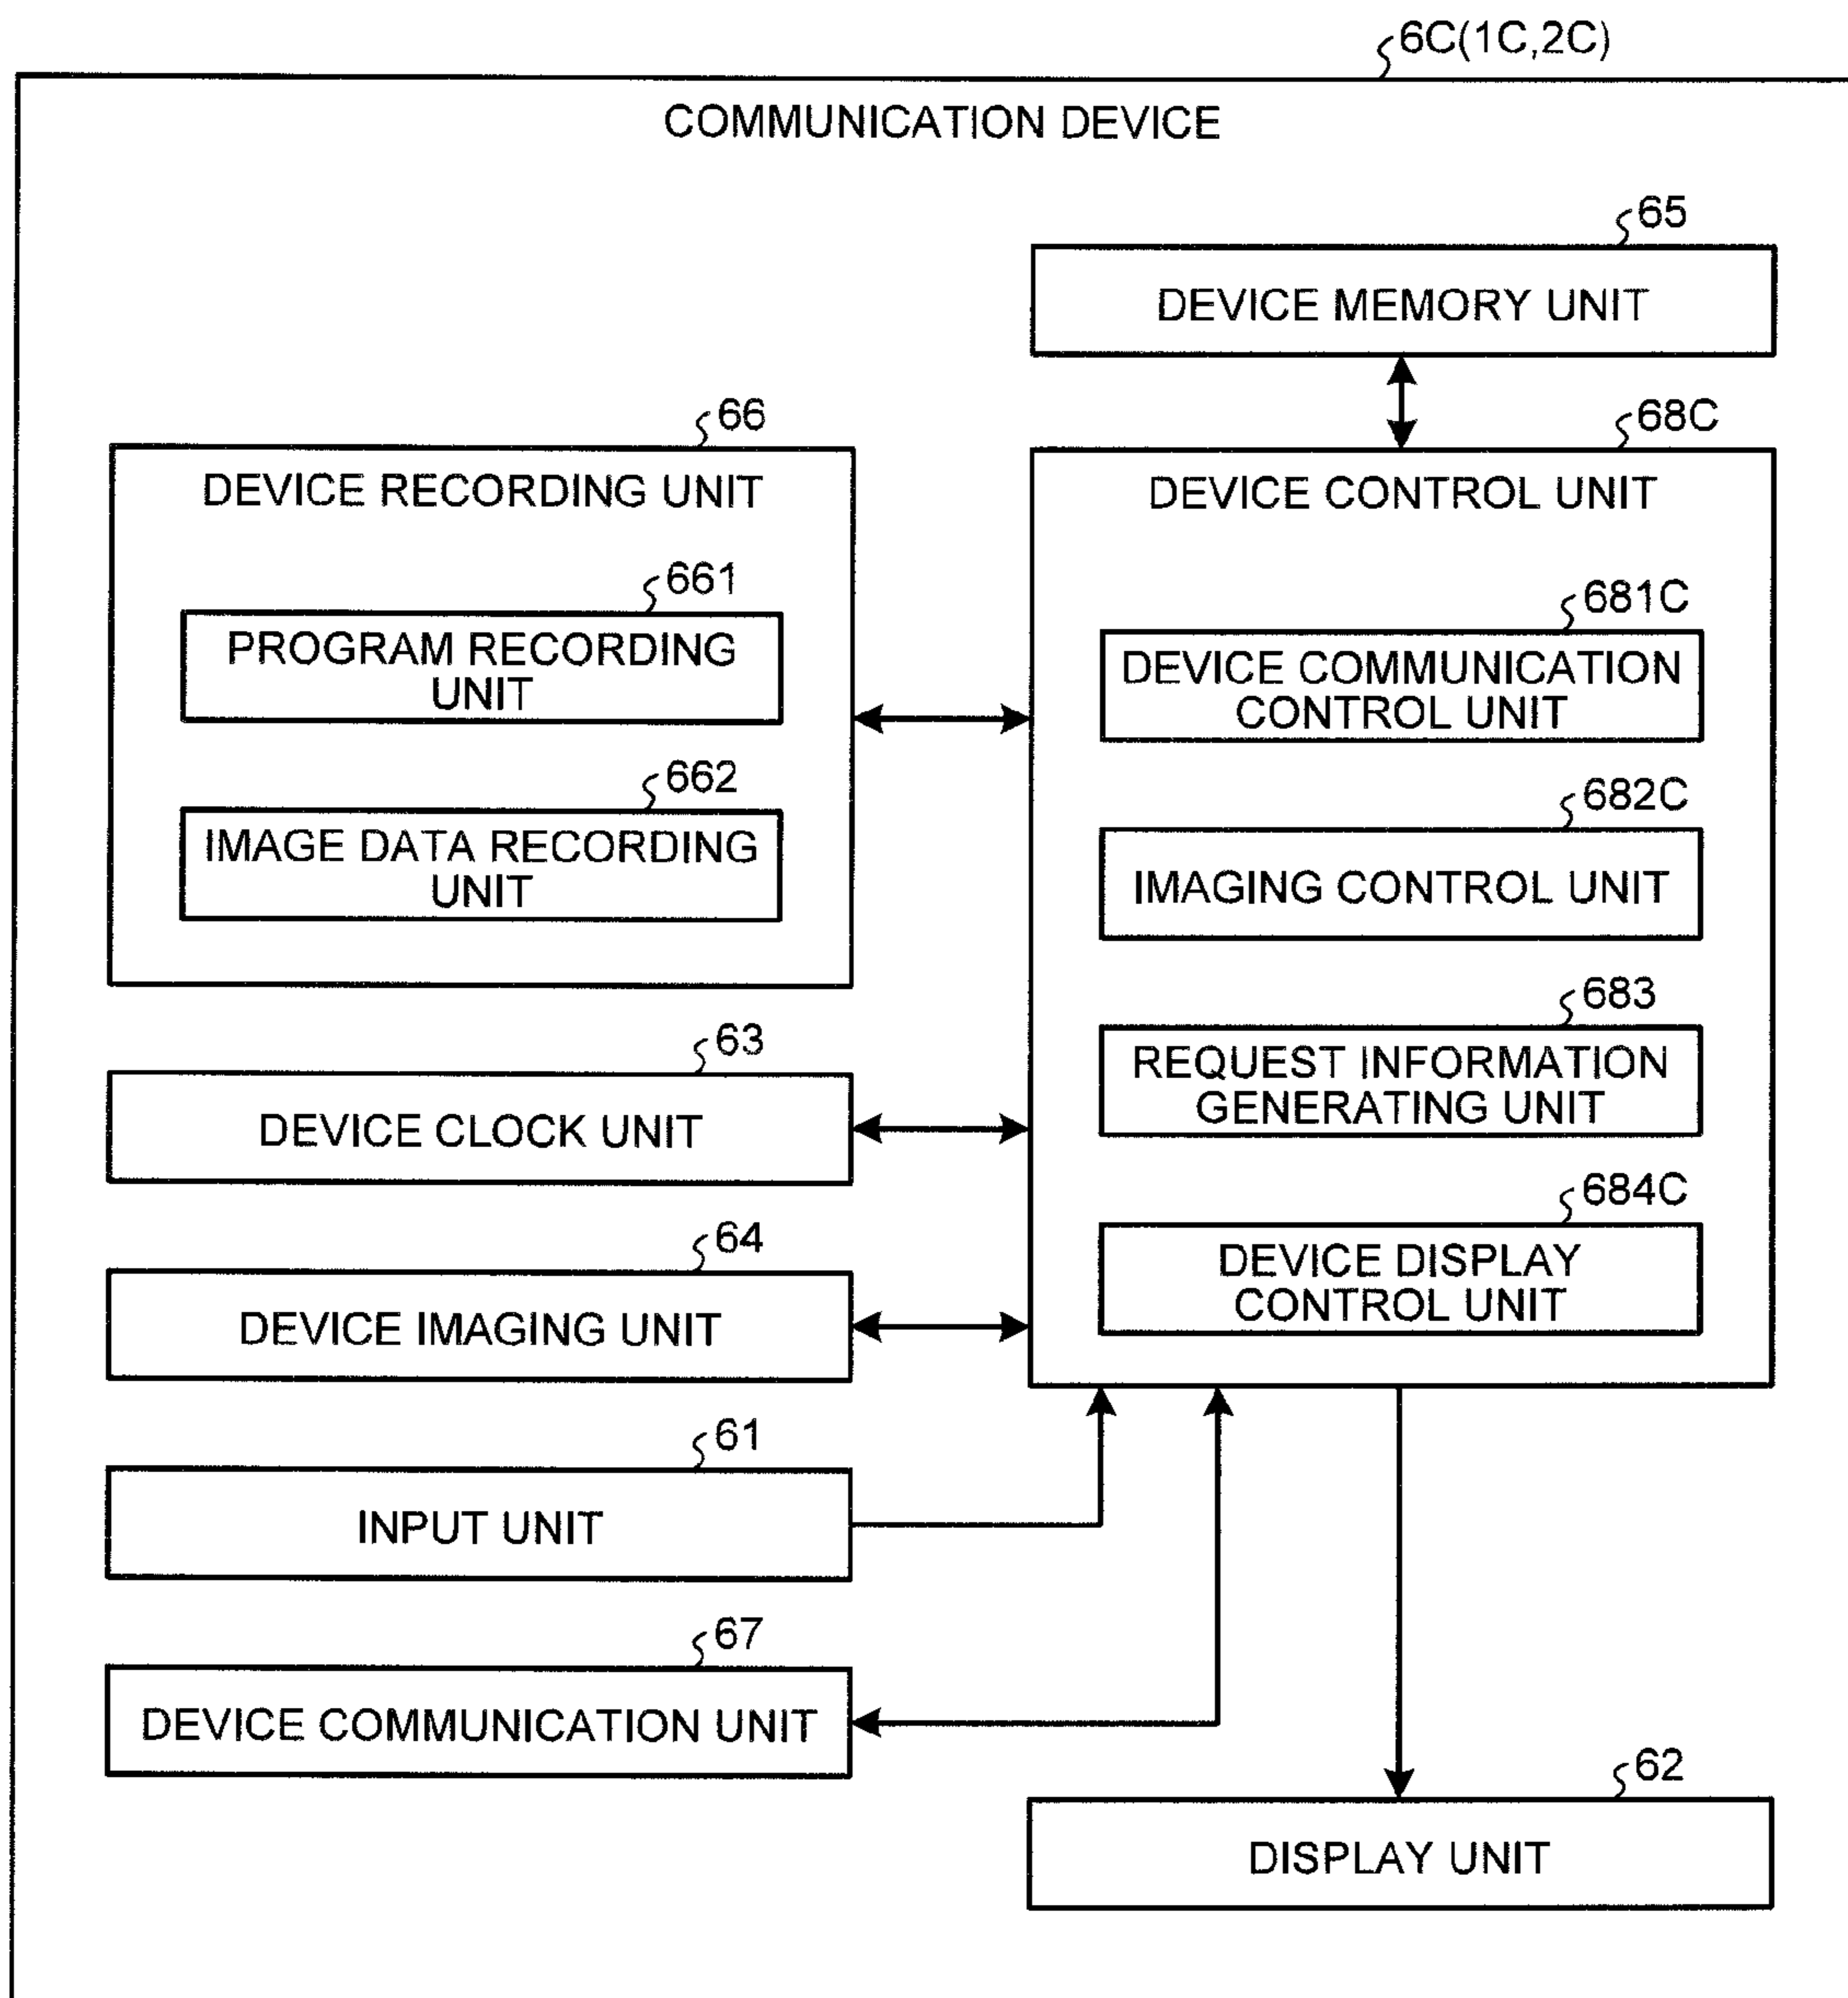 6C(1C,2C)
COMMUNICATION DEVICE
65
DEVICE MEMORY UNIT
66
DEVICE RECORDING UNIT
661
PROGRAM RECORDING
UNIT
662
IMAGE DATA RECORDING
UNIT
68C
DEVICE CONTROL UNIT
681C
DEVICE COMMUNICATION
CONTROL UNIT
682C
IMAGING CONTROL UNIT
683
REQUEST INFORMATION
GENERATING UNIT
684C
DEVICE DISPLAY
CONTROL UNIT
63
DEVICE CLOCK UNIT
64
DEVICE IMAGING UNIT
61
INPUT UNIT
67
DEVICE COMMUNICATION UNIT
62
DISPLAY UNIT